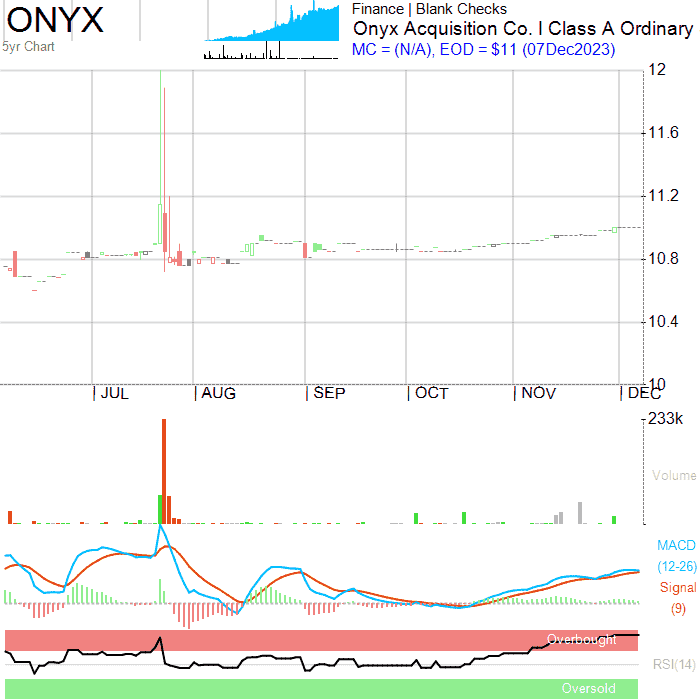 ONYX
5yr Chart
Finance | Blank Checks
Onyx Acquisition Co. I Class A Ordinary
MC = (N/A), EOD = $11 (07Dec2023)
12
11.6
11.2
10.8
10.4
10
JUL
AUG
SEP
OCT
NOV
DEC
233k
Volume
MACD
(12-26)
Signal
(9)
Overbought
RSI(14)
Oversold